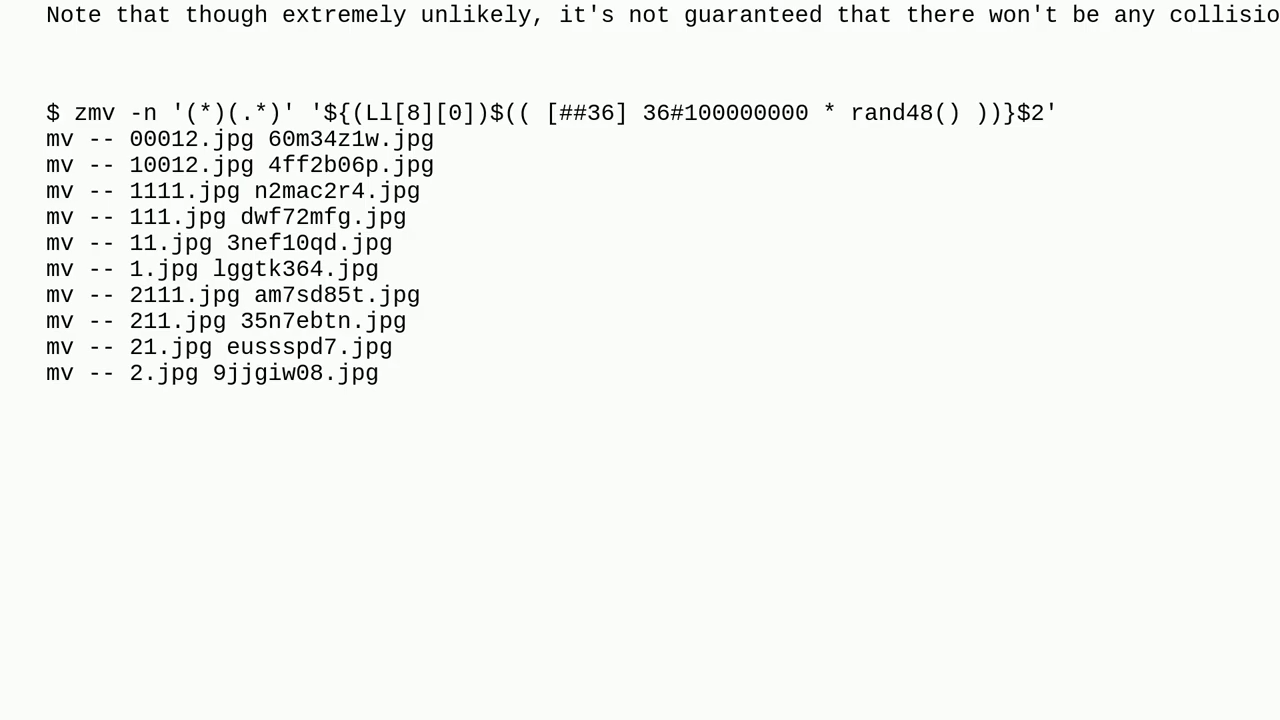 Note that though extremely unlikely, it's not guaranteed that there won't be any collisio
$ zmv -n '(*)(.*)' '${(Ll[8][0])$(( [##36] 36#100000000 * rand48() ))}$2'
mv -- 00012.jpg 60m34z1w.jpg
mv -- 10012.jpg 4ff2b06p.jpg
mv -- 1111.jpg n2mac2r4.jpg
mv -- 111.jpg dwf72mfg.jpg
mv -- 11.jpg 3nef10qd.jpg
mv -- 1.jpg lggtk364.jpg
mv -- 2111.jpg am7sd85t.jpg
mv -- 211.jpg 35n7ebtn.jpg
mv -- 21.jpg eussspd7.jpg
mv -- 2.jpg 9jjgiw08.jpg